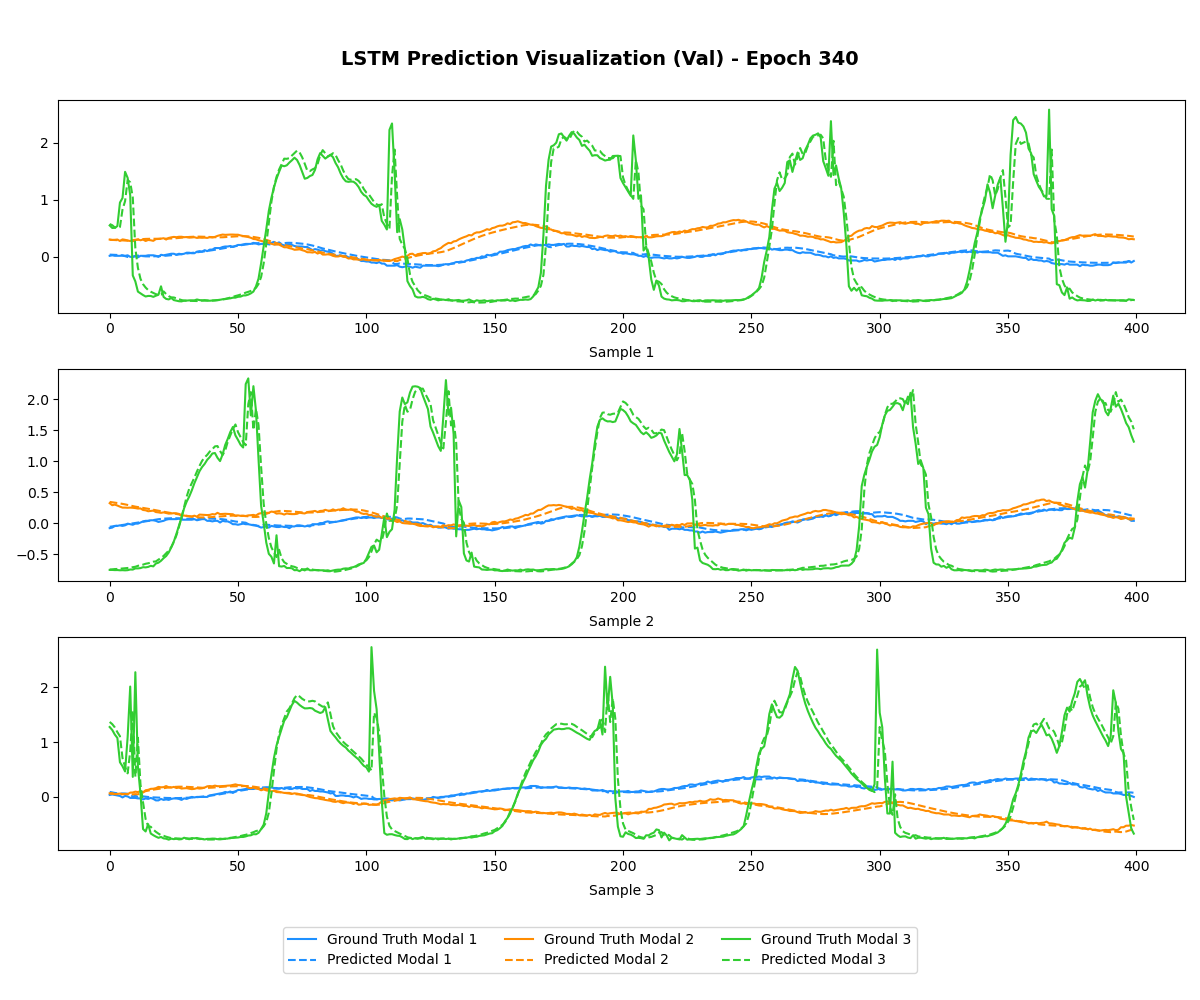 LSTM Prediction Visualization (Val) - Epoch 340
2
1
0
0 50 100 150 200 250 300 350 400
Sample 1
2.0
1.5
1.0
0.5
0.0
−0.5
0 50 100 150 200 250 300 350 400
Sample 2
2
1
0
0 50 100 150 200 250 300 350 400
Sample 3
Ground Truth Modal 1 Ground Truth Modal 2 Ground Truth Modal 3
Predicted Modal 1 Predicted Modal 2 Predicted Modal 3